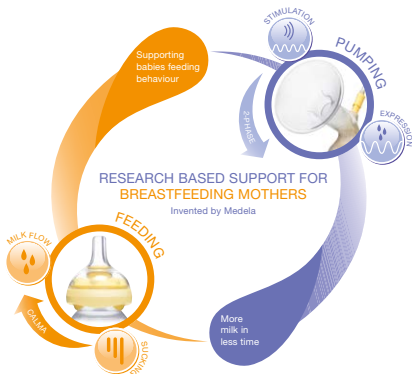 STIMULATION
PUMPING
Supporting
babies feeding
behaviour
2-PHASE
EXPRESSION
RESEARCH BASED SUPPORT FOR
BREASTFEEDING MOTHERS
Invented by Medela
FEEDING
MILK FLOW
CALMA
SUCKING
More
milk in
less time